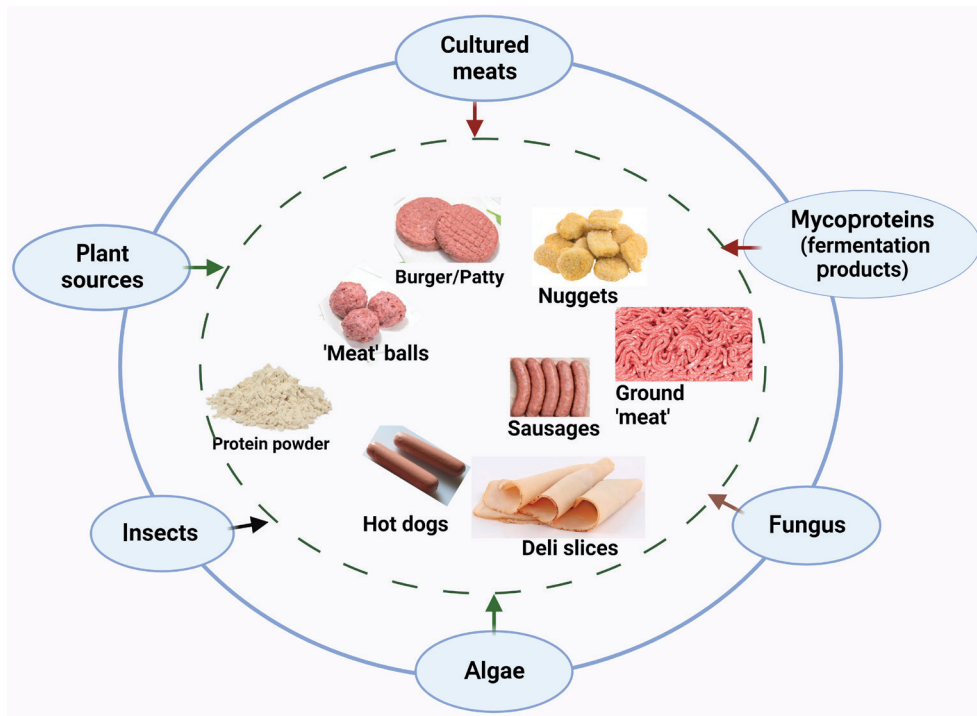 Cultured
meats
Plant
sources
Mycoproteins
(fermentation
products)
Burger/Patty
Nuggets
'Meat' balls
Ground
'meat'
Sausages
Protein powder
Hot dogs
Deli slices
Insects
Fungus
Algae